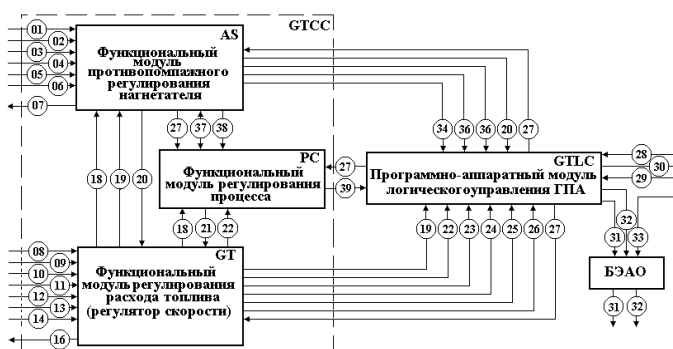 GTCC
01
02
03
04
05
06
07
AS
Функциональный
модуль
противопомпажного
регулирования
нагнетателя
27
37
38
34
36
36
20
27
18
19
20
PC
Функциональный
модуль регулирования
процесса
27
39
GTLC
Программно-аппаратный модуль
логическогоуправления ГПА
28
30
29
18
21
22
19
22
23
24
25
26
27
31
32
33
08
09
10
11
12
13
14
16
GT
Функциональный
модуль регулирования
расхода топлива
(регулятор скорости)
БЭАО
31
32